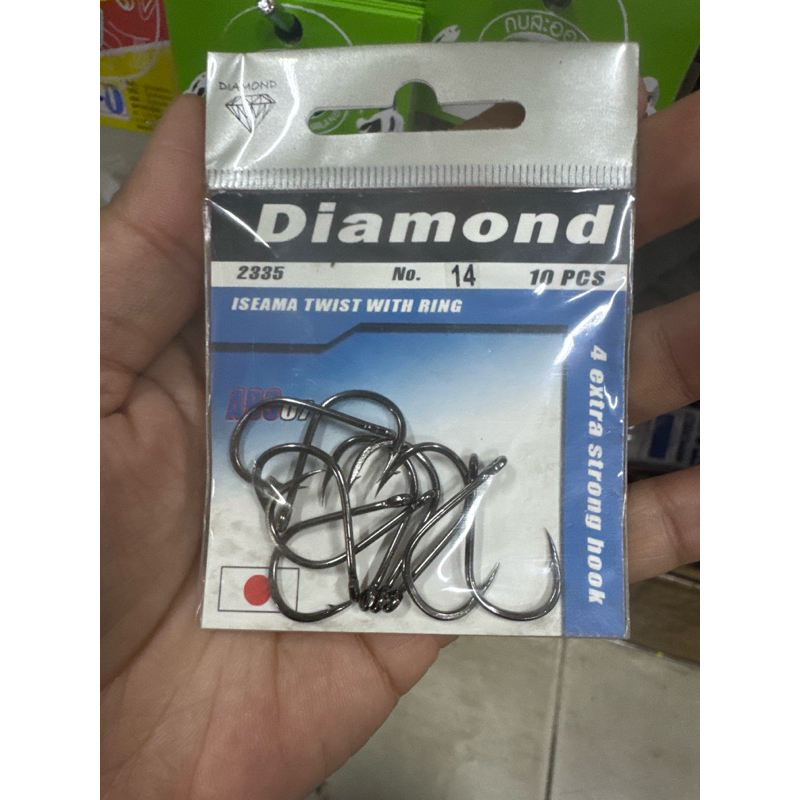 DIAMOND
Diamond
2335 No. 14 10 PCS
ISEAMA TWIST WITH RING
4 extra strong hook